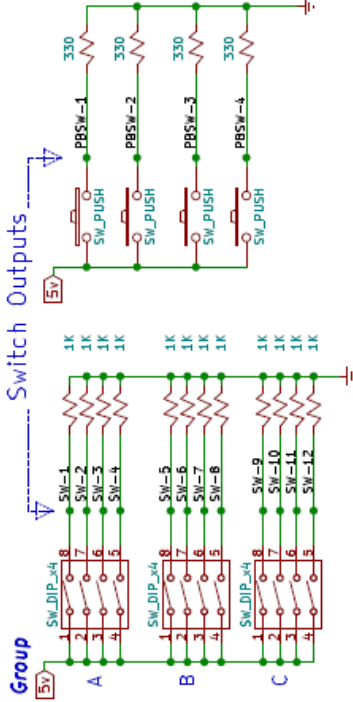 Switch Outputs
Group
5v
A
SW_DIP_x4
1
2
3
4
8
7
6
5
SW-1
SW-2
SW-3
SW-4
1K
1K
1K
1K
B
SW_DIP_x4
1
2
3
4
8
7
6
5
SW-5
SW-6
SW-7
SW-8
1K
1K
1K
1K
C
SW_DIP_x4
1
2
3
4
8
7
6
5
SW-9
SW-10
SW-11
SW-12
1K
1K
1K
1K
5v
SW_PUSH
PBSW-1
330
SW_PUSH
PBSW-2
330
SW_PUSH
PBSW-3
330
SW_PUSH
PBSW-4
330